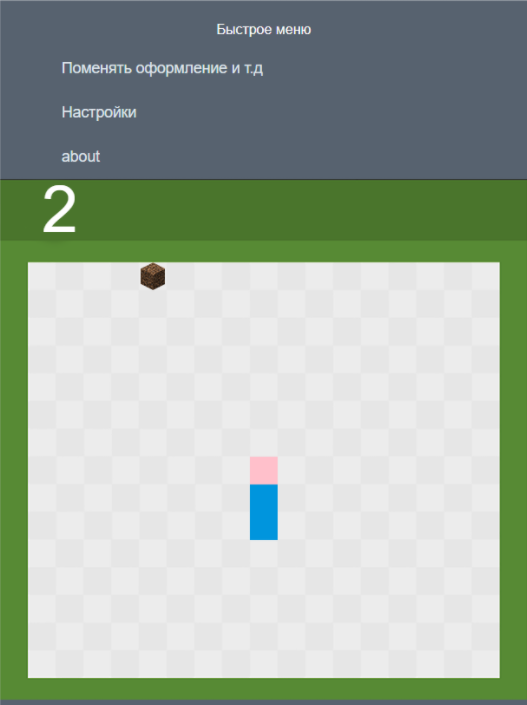 Быстрое меню
Поменять оформление и т.д
Настройки
about
2